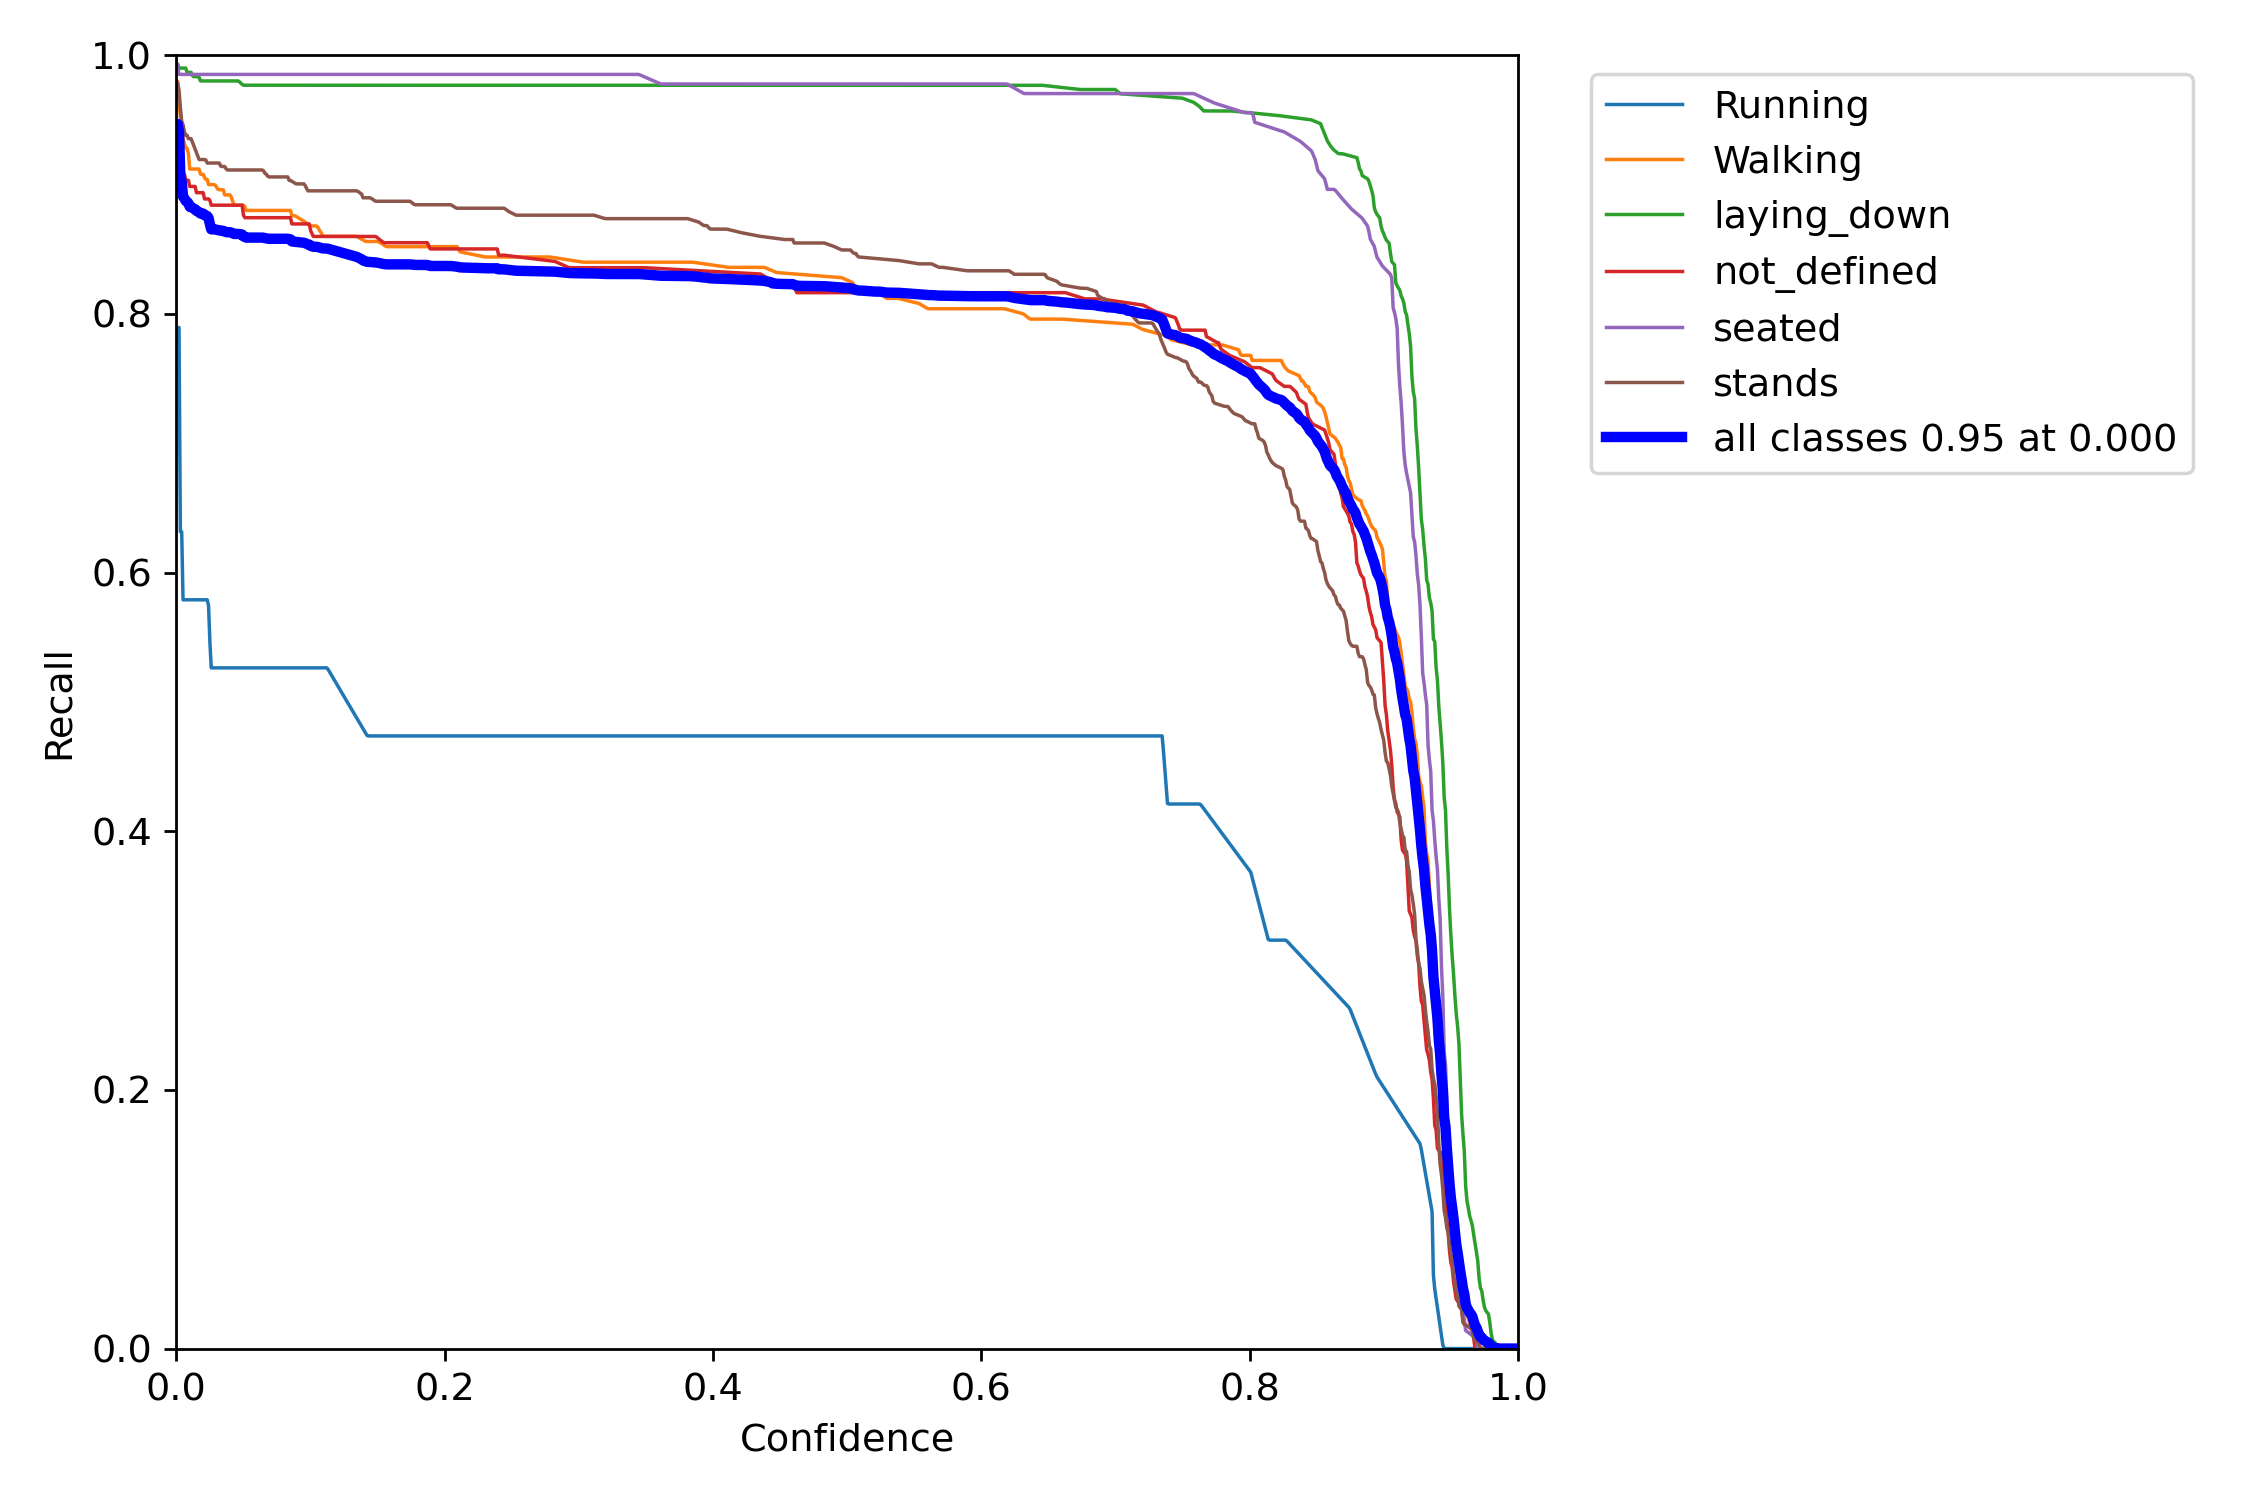 1.0
0.8
0.6
0.4
0.2
0.0
Recall
0.0 0.2 0.4 0.6 0.8 1.0
Confidence
Running
Walking
laying_down
not_defined
seated
stands
all classes 0.95 at 0.000